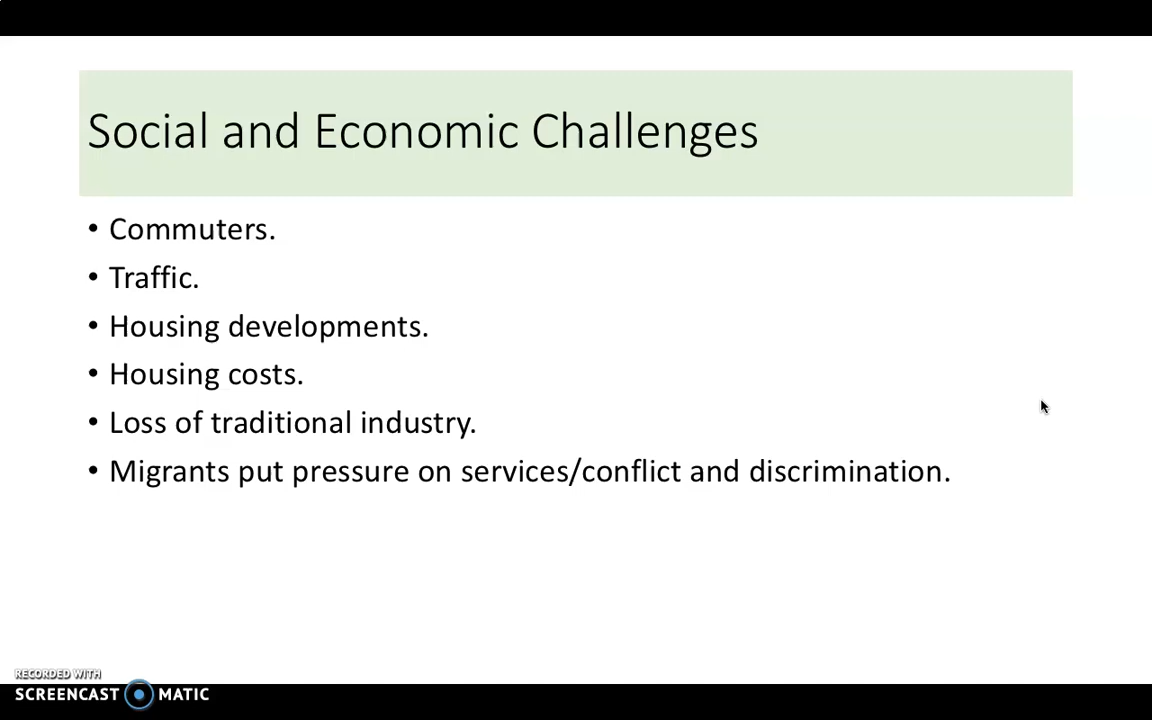 Social and Economic Challenges
• Commuters.
• Traffic.
• Housing developments.
• Housing costs.
• Loss of traditional industry.
• Migrants put pressure on services/conflict and discrimination.
RECORDED WITH
SCREENCAST MATIC